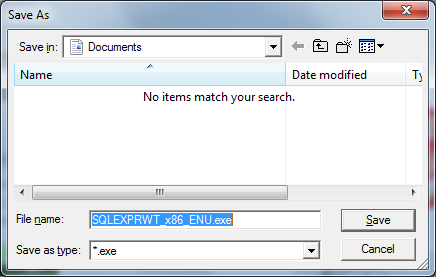 Save As
Save in: Documents
Name Date modified Ty
No items match your search.
File name: SQLEXPRWT_x86_ENU.exe Save
Save as type: *.exe Cancel